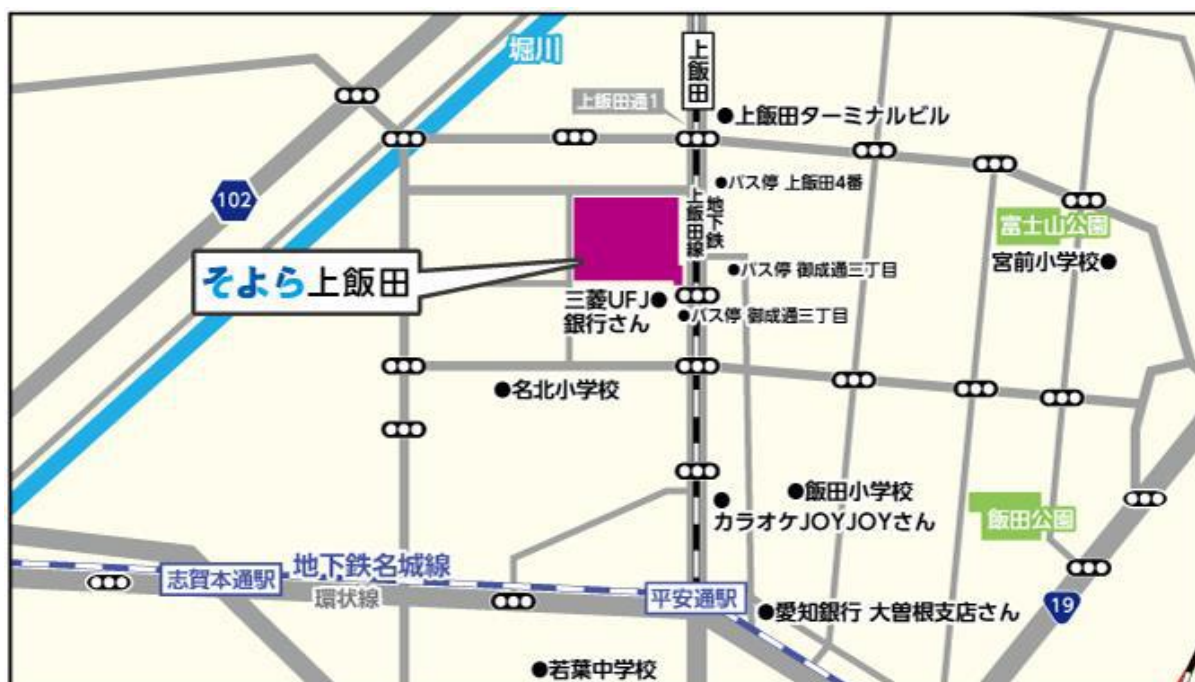 堀川
上飯田
上飯田通1
●上飯田ターミナルビル
102
●バス停 上飯田4番
地下鉄
上飯田線
富士山公園
宮前小学校●
そよら上飯田
●バス停 御成通三丁目
三菱UFJ●
銀行さん
●バス停 御成通三丁目
●名北小学校
●飯田小学校
●
カラオケJOYJOYさん
飯田公園
地下鉄名城線
志賀本通駅
環状線
平安通駅
19
●愛知銀行 大曽根支店さん
●若葉中学校